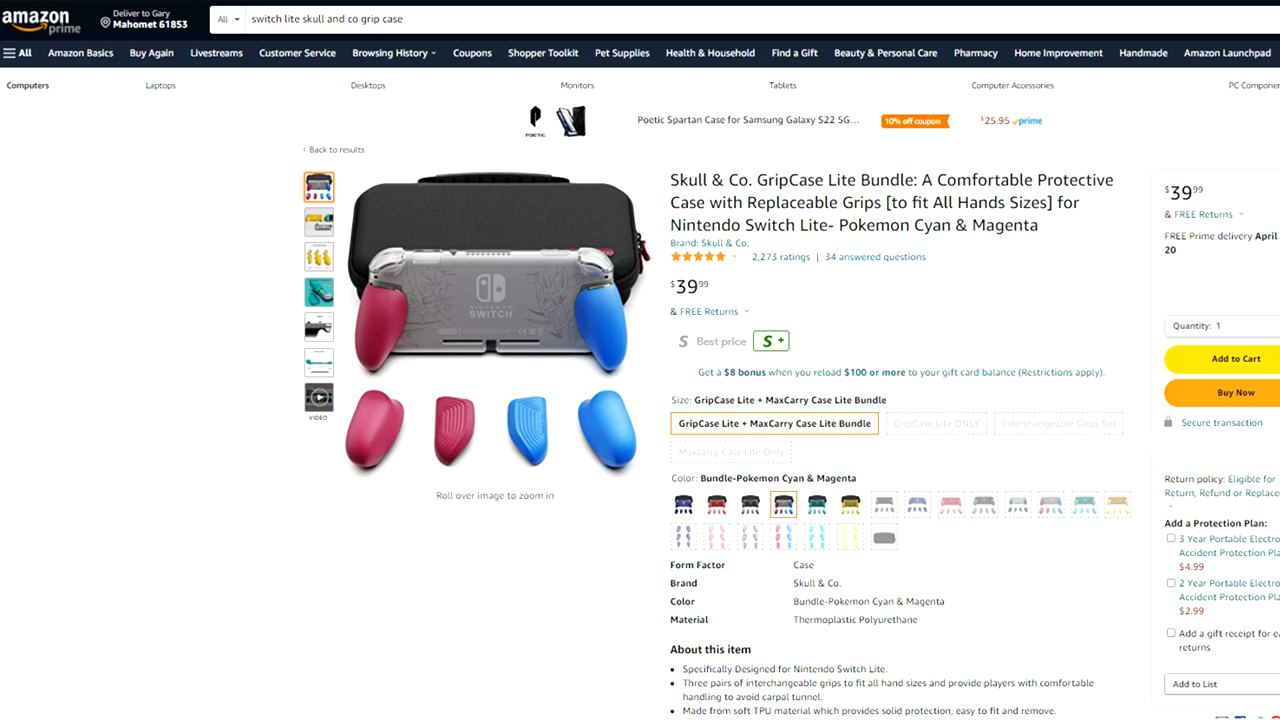 amazon
prime
Deliver to Gary
Mahomet 61853
All
switch lite skull and co grip case
All
Amazon Basics
Buy Again
Livestreams
Customer Service
Browsing History
Coupons
Shopper Toolkit
Pet Supplies
Health & Household
Find a Gift
Beauty & Personal Care
Pharmacy
Home Improvement
Handmade
Amazon Launchpad
Computers
Laptops
Desktops
Monitors
Tablets
Computer Accessories
PC Componen
POETIC
Poetic Spartan Case for Samsung Galaxy S22 5G...
10% off coupon
$25.95 prime
‹ Back to results
VIDEO
NINTENDO
SWITCH
Roll over image to zoom in
Skull & Co. GripCase Lite Bundle: A Comfortable Protective
Case with Replaceable Grips [to fit All Hands Sizes] for
Nintendo Switch Lite- Pokemon Cyan & Magenta
Brand: Skull & Co.
2,273 ratings | 34 answered questions
$39.99
& FREE Returns
S Best price S +
Get a $8 bonus when you reload $100 or more to your gift card balance (Restrictions apply).
Size: GripCase Lite + MaxCarry Case Lite Bundle
GripCase Lite + MaxCarry Case Lite Bundle
GripCase Lite ONLY
Interchangeable Grips Set
Maxcarry Case Lite Only
Color: Bundle-Pokemon Cyan & Magenta
Form Factor Case
Brand Skull & Co.
Color Bundle-Pokemon Cyan & Magenta
Material Thermoplastic Polyurethane
About this item
• Specifically Designed for Nintendo Switch Lite.
• Three pairs of interchangeable grips to fit all hand sizes and provide players with comfortable
handling to avoid carpal tunnel.
• Made from soft TPU material which provides solid protection, easy to fit and remove.
$39.99
& FREE Returns
FREE Prime delivery April
20
Quantity: 1
Add to Cart
Buy Now
Secure transaction
Return policy: Eligible for
Return, Refund or Replace
Add a Protection Plan:
3 Year Portable Electro
Accident Protection Pla
$4.99
2 Year Portable Electro
Accident Protection Pla
$2.99
Add a gift receipt for ea
returns
Add to List